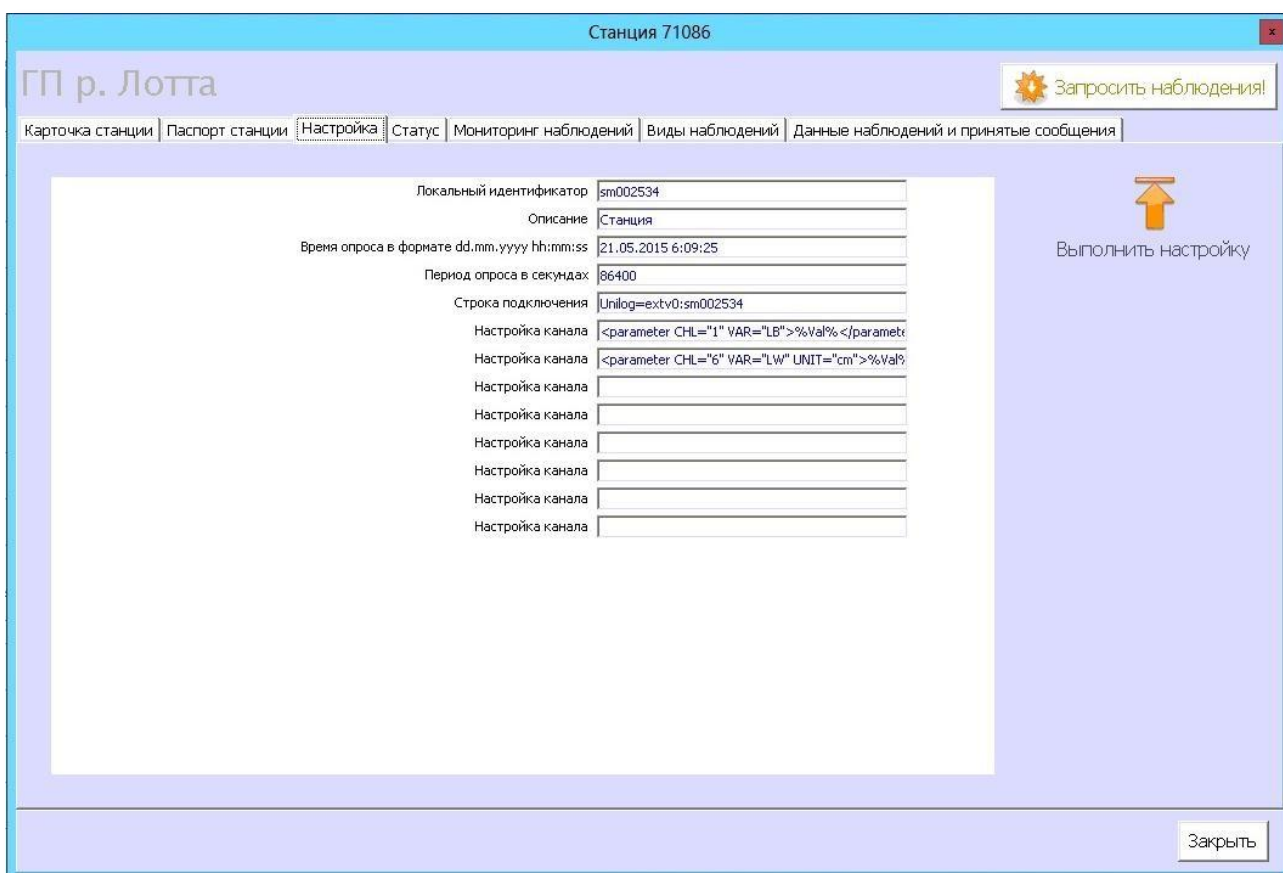 Станция 71086
x
ГП р. Лотта
Запросить наблюдения!
Карточка станции Паспорт станции Настройка Статус Мониторинг наблюдений Виды наблюдений Данные наблюдений и принятые сообщения
Локальный идентификатор sm002534
Описание Станция
Время опроса в формате dd.mm.yyyy hh:mm:ss 21.05.2015 6:09:25
Период опроса в секундах 86400
Строка подключения Unilog=extv0:sm002534
Настройка канала <parameter CHL="1" VAR="LB">%Val%</paramete
Настройка канала <parameter CHL="6" VAR="LW" UNIT="cm">%Val%
Настройка канала
Настройка канала
Настройка канала
Настройка канала
Настройка канала
Настройка канала
Выполнить настройку
Закрыть